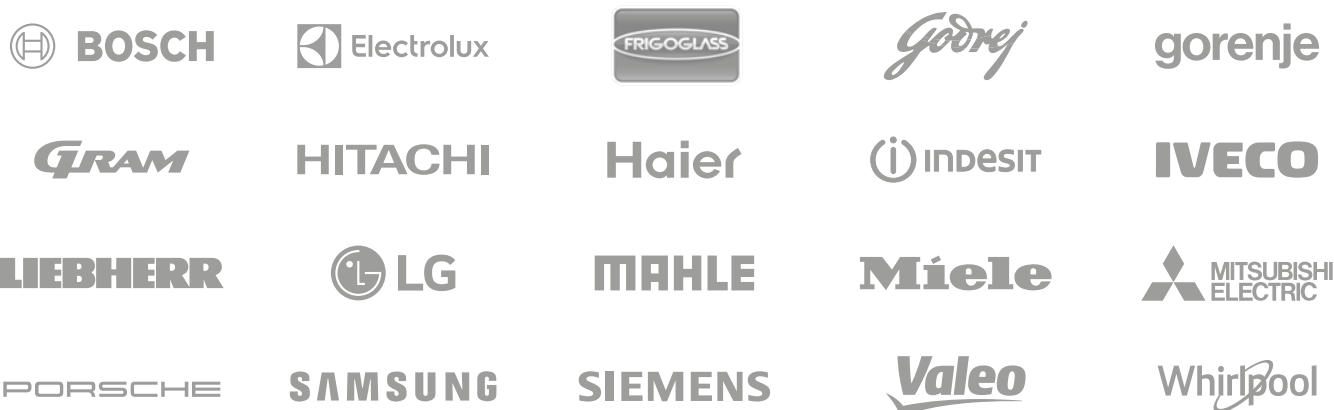 BOSCH
Electrolux
FRIGOGLASS
Godrej
gorenje
GRAM
HITACHI
Haier
INDESIT
IVECO
LIEBHERR
LG
MAHLE
Miele
MITSUBISHI
ELECTRIC
PORSCHE
SAMSUNG
SIEMENS
Valeo
Whirlpool